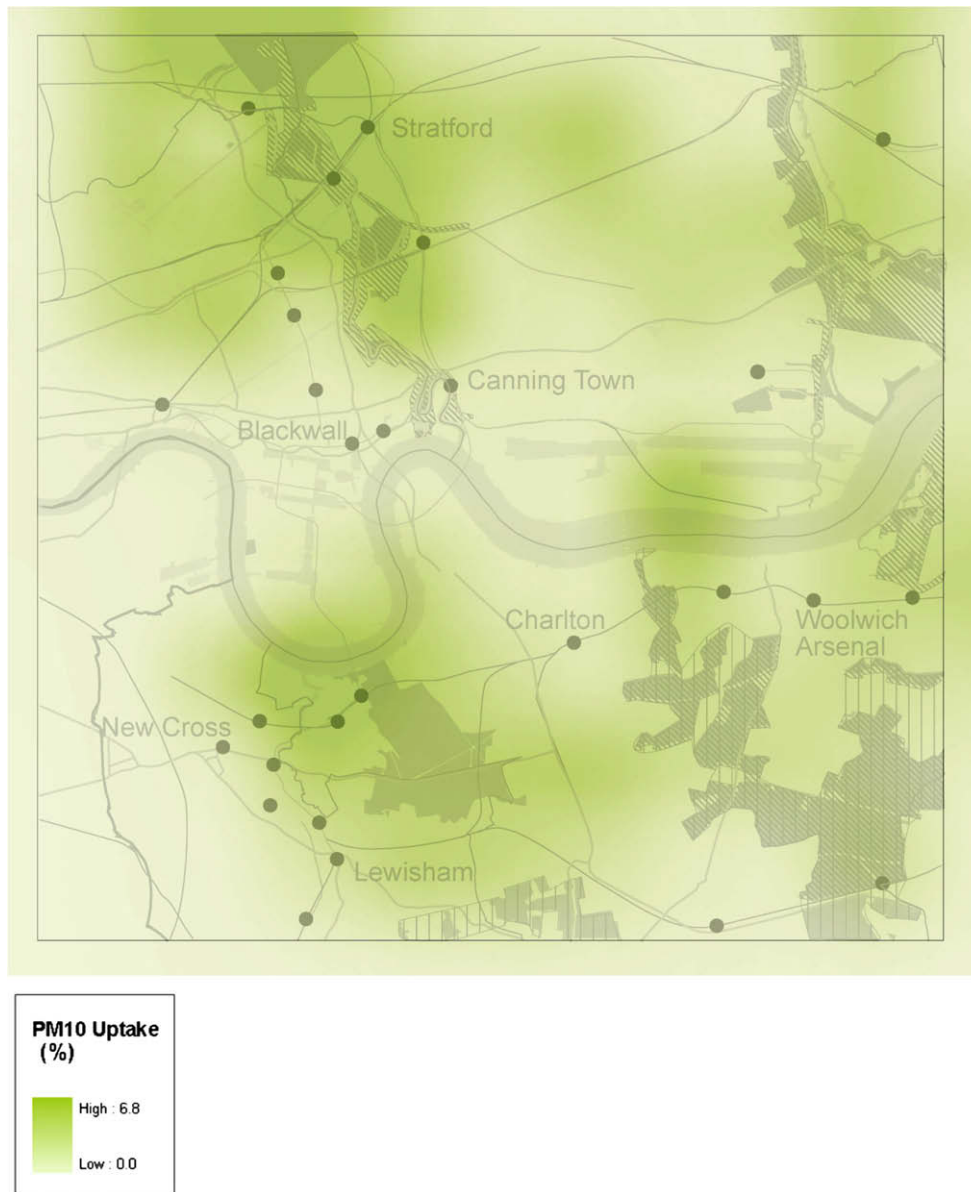 Stratford
Canning Town
Blackwall
Charlton
Woolwich
Arsenal
New Cross
Lewisham
PM10 Uptake
(%)
High : 6.8
Low : 0.0